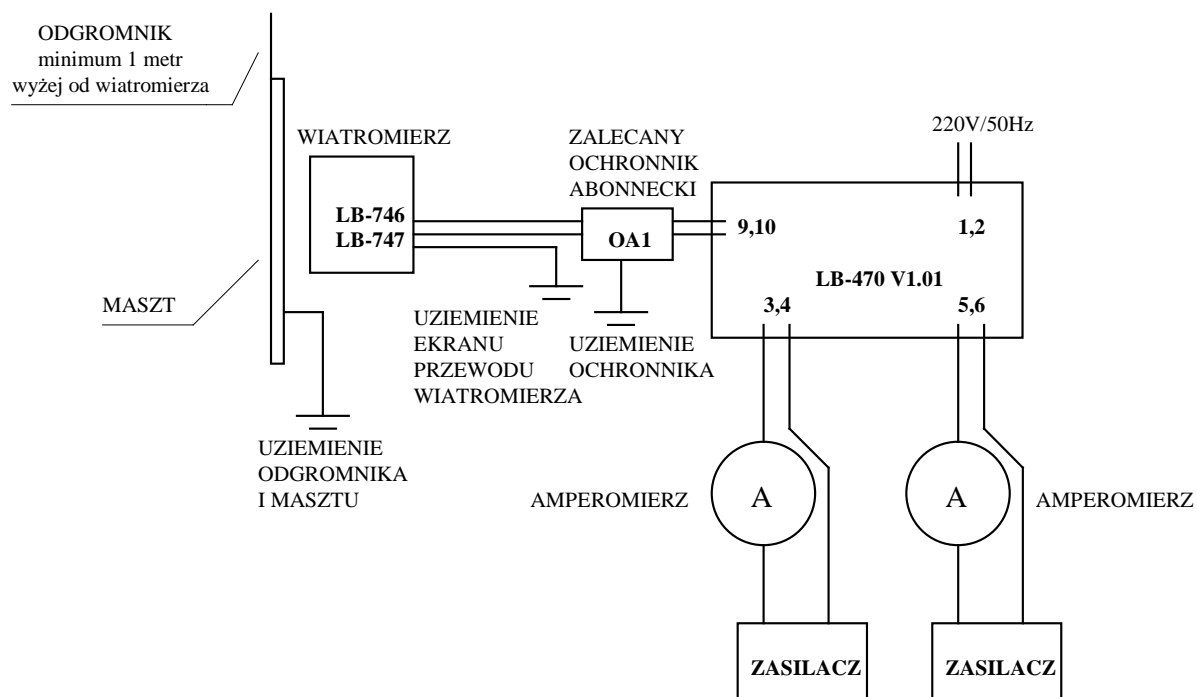 ODGROMNIK
minimum 1 metr
wyżej od wiatromierza
MASZT
WIATROMIERZ
LB-746
LB-747
UZIEMIENIE
ODGROMNIKA
I MASZTU
UZIEMIENIE
EKRANU
PRZEWODU
WIATROMIERZA
ZALECANY
OCHRONNIK
ABONNECKI
OA1
UZIEMIENIE
OCHRONNIKA
220V/50Hz
9,10
1,2
LB-470 V1.01
3,4
5,6
AMPEROMIERZ
A
A
AMPEROMIERZ
ZASILACZ
ZASILACZ